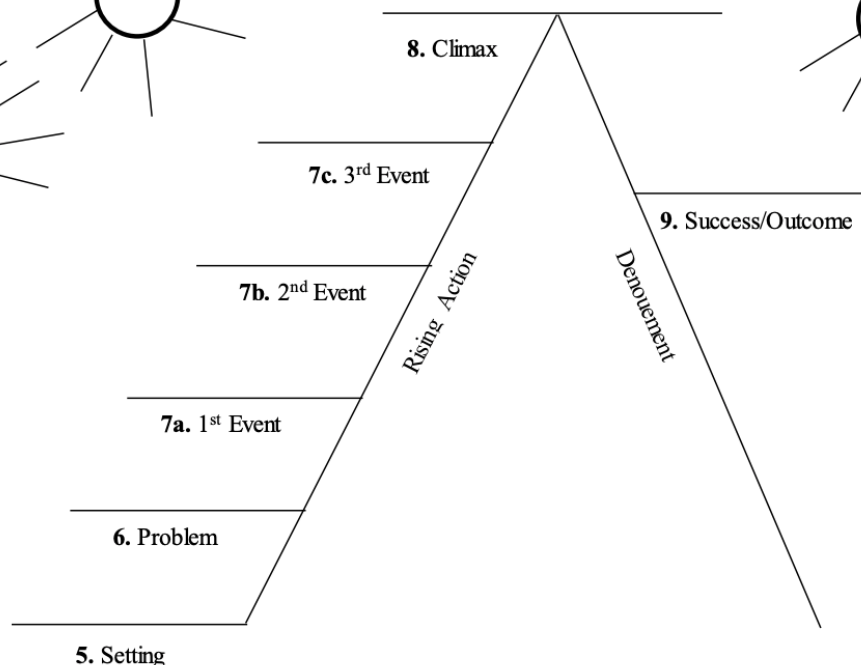 8. Climax
7c. 3rd Event
9. Success/Outcome
7b. 2nd Event
Rising Action
Denouement
7a. 1st Event
6. Problem
5. Setting